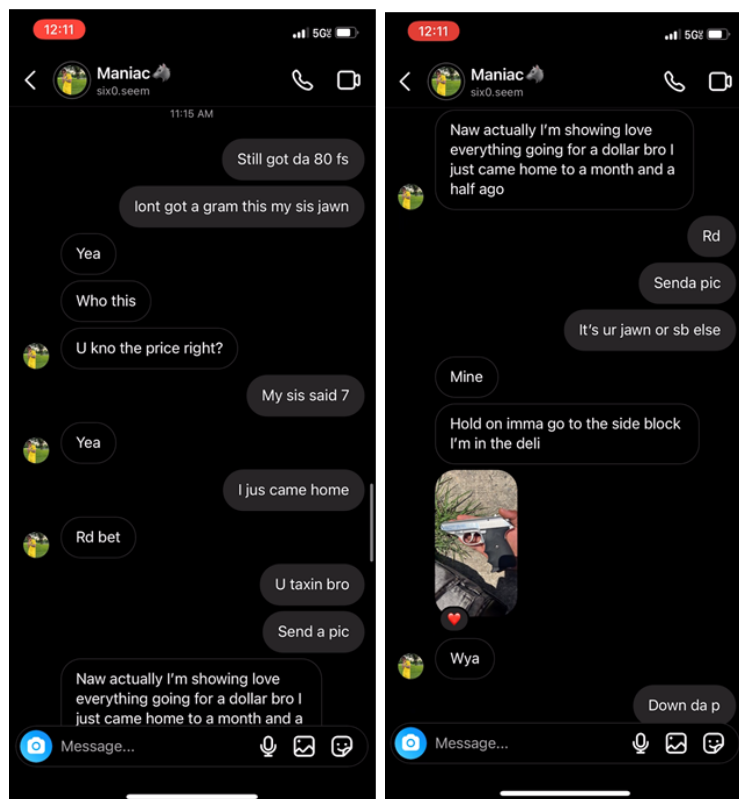 12:11
5G
Maniac
six0.seem
11:15 AM
Still got da 80 fs
Iont got a gram this my sis jawn
Yea
Who this
U kno the price right?
My sis said 7
Yea
I jus came home
Rd bet
U taxin bro
Send a pic
Naw actually I'm showing love
everything going for a dollar bro I
just came home to a month and a
Message...
12:11
5G
Maniac
six0.seem
Naw actually I'm showing love
everything going for a dollar bro I
just came home to a month and a
half ago
Rd
Senda pic
It's ur jawn or sb else
Mine
Hold on imma go to the side block
I'm in the deli
Wya
Down da p
Message...